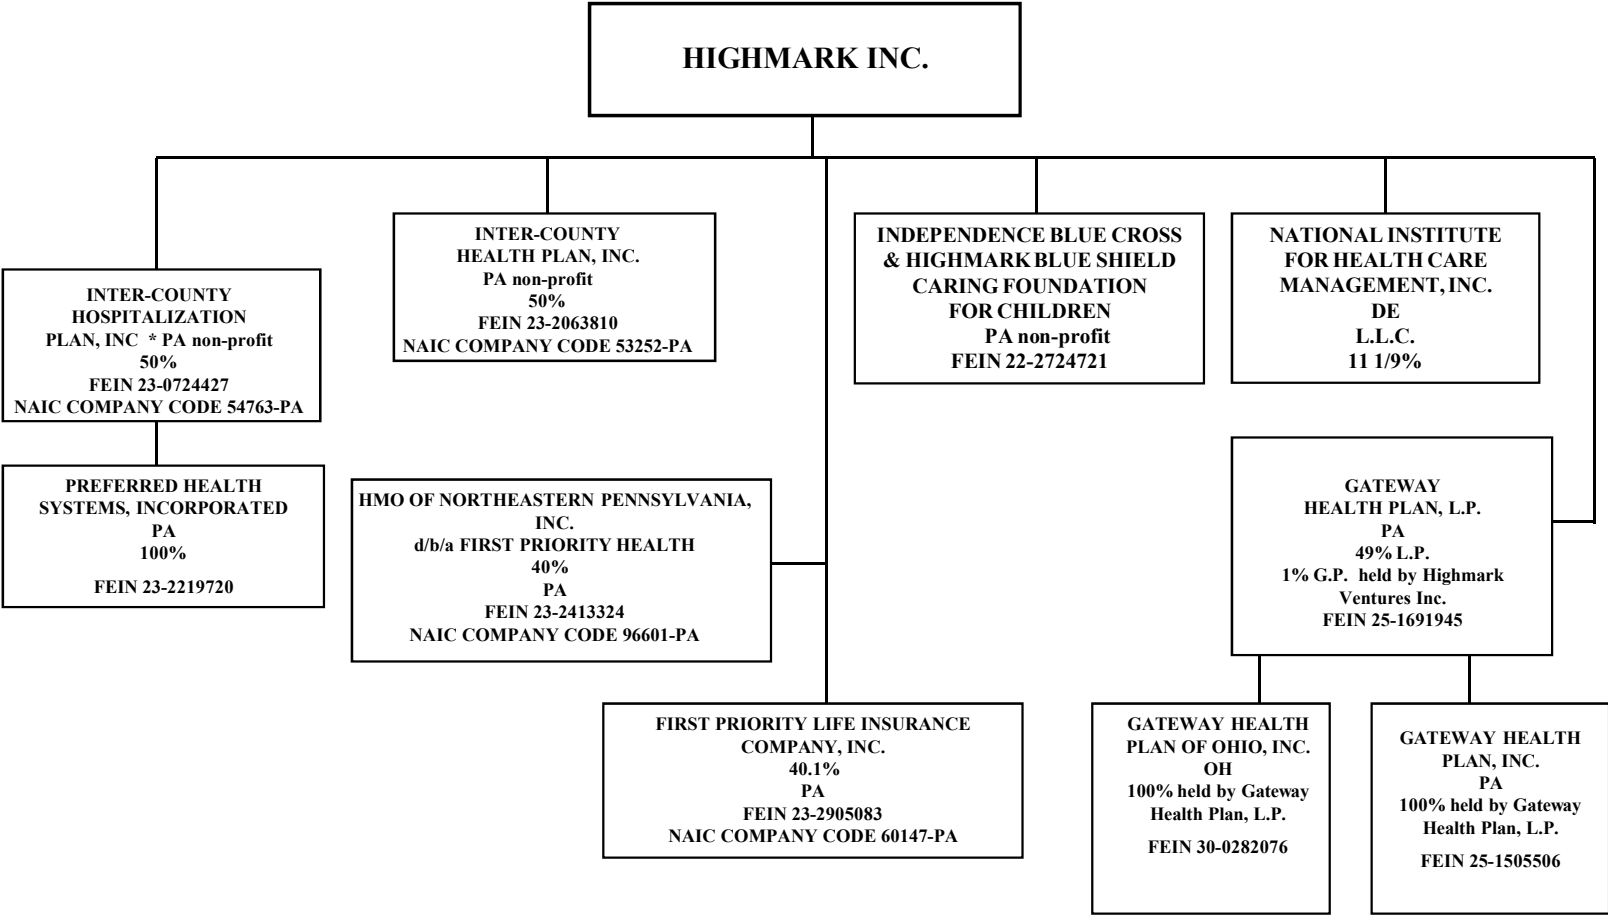 HIGHMARK INC.
INTER-COUNTY
HOSPITALIZATION
PLAN, INC * PA non-profit
50%
FEIN 23-0724427
NAIC COMPANY CODE 54763-PA
INTER-COUNTY
HEALTH PLAN, INC.
PA non-profit
50%
FEIN 23-2063810
NAIC COMPANY CODE 53252-PA
INDEPENDENCE BLUE CROSS
& HIGHMARK BLUE SHIELD
CARING FOUNDATION
FOR CHILDREN
PA non-profit
FEIN 22-2724721
NATIONAL INSTITUTE
FOR HEALTH CARE
MANAGEMENT, INC.
DE
L.L.C.
11 1/9%
PREFERRED HEALTH
SYSTEMS, INCORPORATED
PA
100%
FEIN 23-2219720
HMO OF NORTHEASTERN PENNSYLVANIA,
INC.
d/b/a FIRST PRIORITY HEALTH
40%
PA
FEIN 23-2413324
NAIC COMPANY CODE 96601-PA
GATEWAY
HEALTH PLAN, L.P.
PA
49% L.P.
1% G.P. held by Highmark
Ventures Inc.
FEIN 25-1691945
FIRST PRIORITY LIFE INSURANCE
COMPANY, INC.
40.1%
PA
FEIN 23-2905083
NAIC COMPANY CODE 60147-PA
GATEWAY HEALTH
PLAN OF OHIO, INC.
OH
100% held by Gateway
Health Plan, L.P.
FEIN 30-0282076
GATEWAY HEALTH
PLAN, INC.
PA
100% held by Gateway
Health Plan, L.P.
FEIN 25-1505506